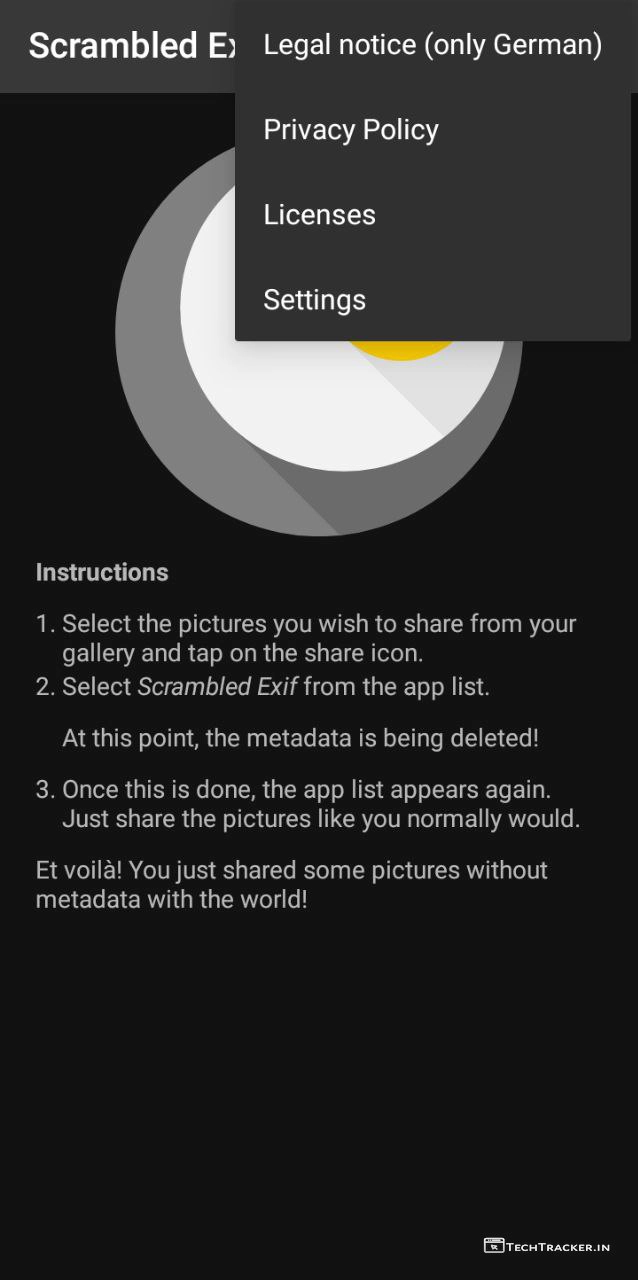 Scrambled Ex
Legal notice (only German)
Privacy Policy
Licenses
Settings
Instructions
1. Select the pictures you wish to share from your
gallery and tap on the share icon.
2. Select Scrambled Exif from the app list.
At this point, the metadata is being deleted!
3. Once this is done, the app list appears again.
Just share the pictures like you normally would.
Et voilà! You just shared some pictures without
metadata with the world!
TECHTRACKER.IN